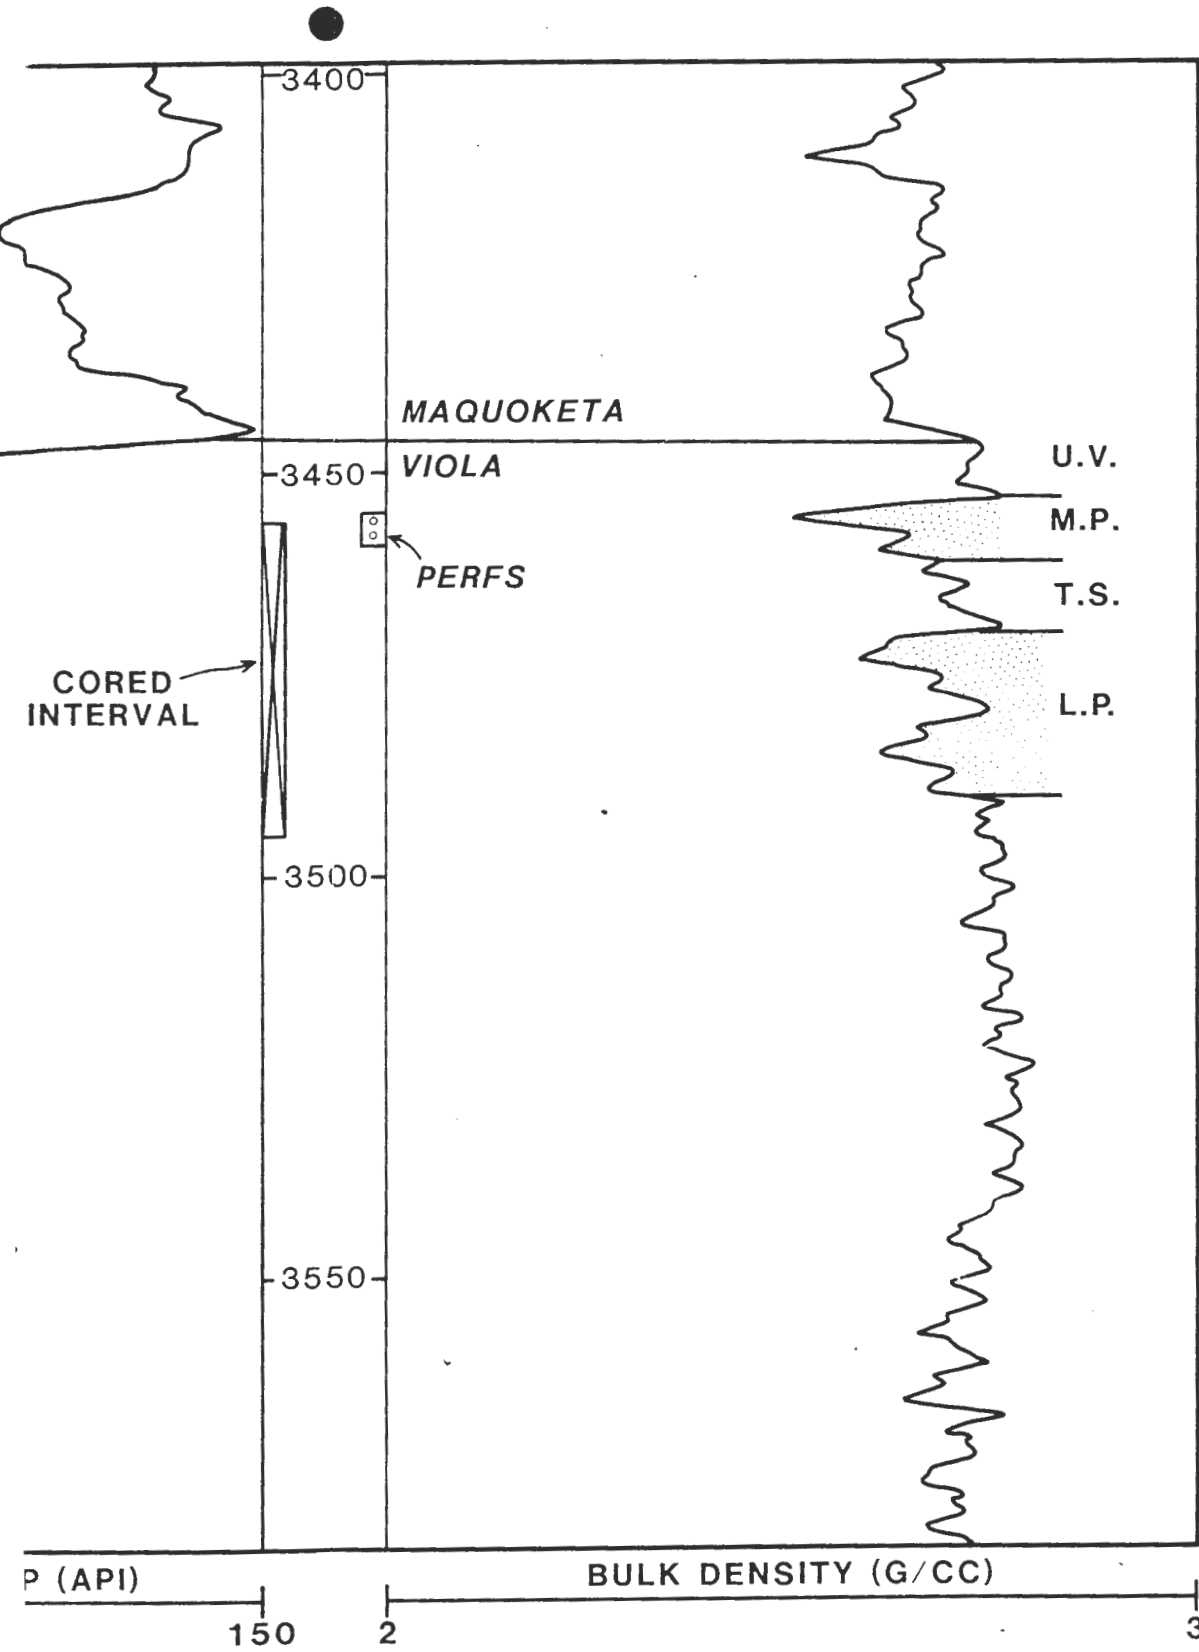 3400
MAQUOKETA
U.V.
VIOLA
3450
M.P.
PERFS
T.S.
CORED
INTERVAL
L.P.
3500
3550
P (API)
BULK DENSITY (G/CC)
150
2
3